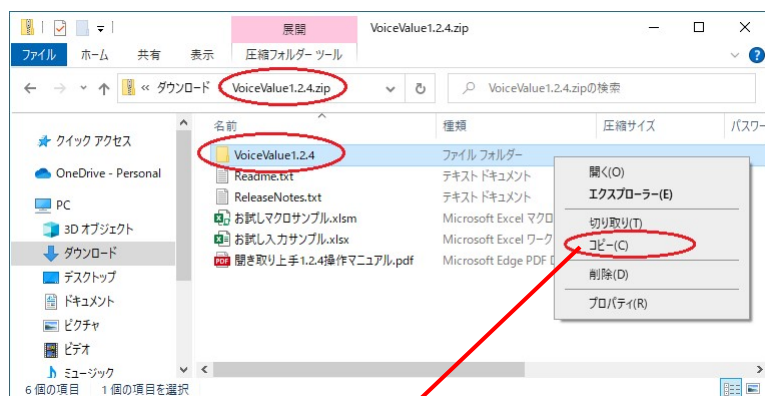 展開 VoiceValue1.2.4.zip
ファイル ホーム 共有 表示 圧縮フォルダー ツール
« ダウンロード VoiceValue1.2.4.zip VoiceValue1.2.4.zipの検索
名前 種類 圧縮サイズ パスワー
クイック アクセス
OneDrive - Personal
PC
3D オブジェクト
ダウンロード
デスクトップ
ドキュメント
ピクチャ
ビデオ
ミュージック
VoiceValue1.2.4 ファイル フォルダー
Readme.txt テキスト ドキュメント
ReleaseNotes.txt テキスト ドキュメント
お試しマクロサンプル.xlsm Microsoft Excel マクロ
お試し入力サンプル.xlsx Microsoft Excel ワーク
聞き取り上手1.2.4操作マニュアル.pdf Microsoft Edge PDF
開く(O)
エクスプローラー(E)
切り取り(T)
コピー(C)
削除(D)
プロパティ(R)
6 個の項目 1 個の項目を選択